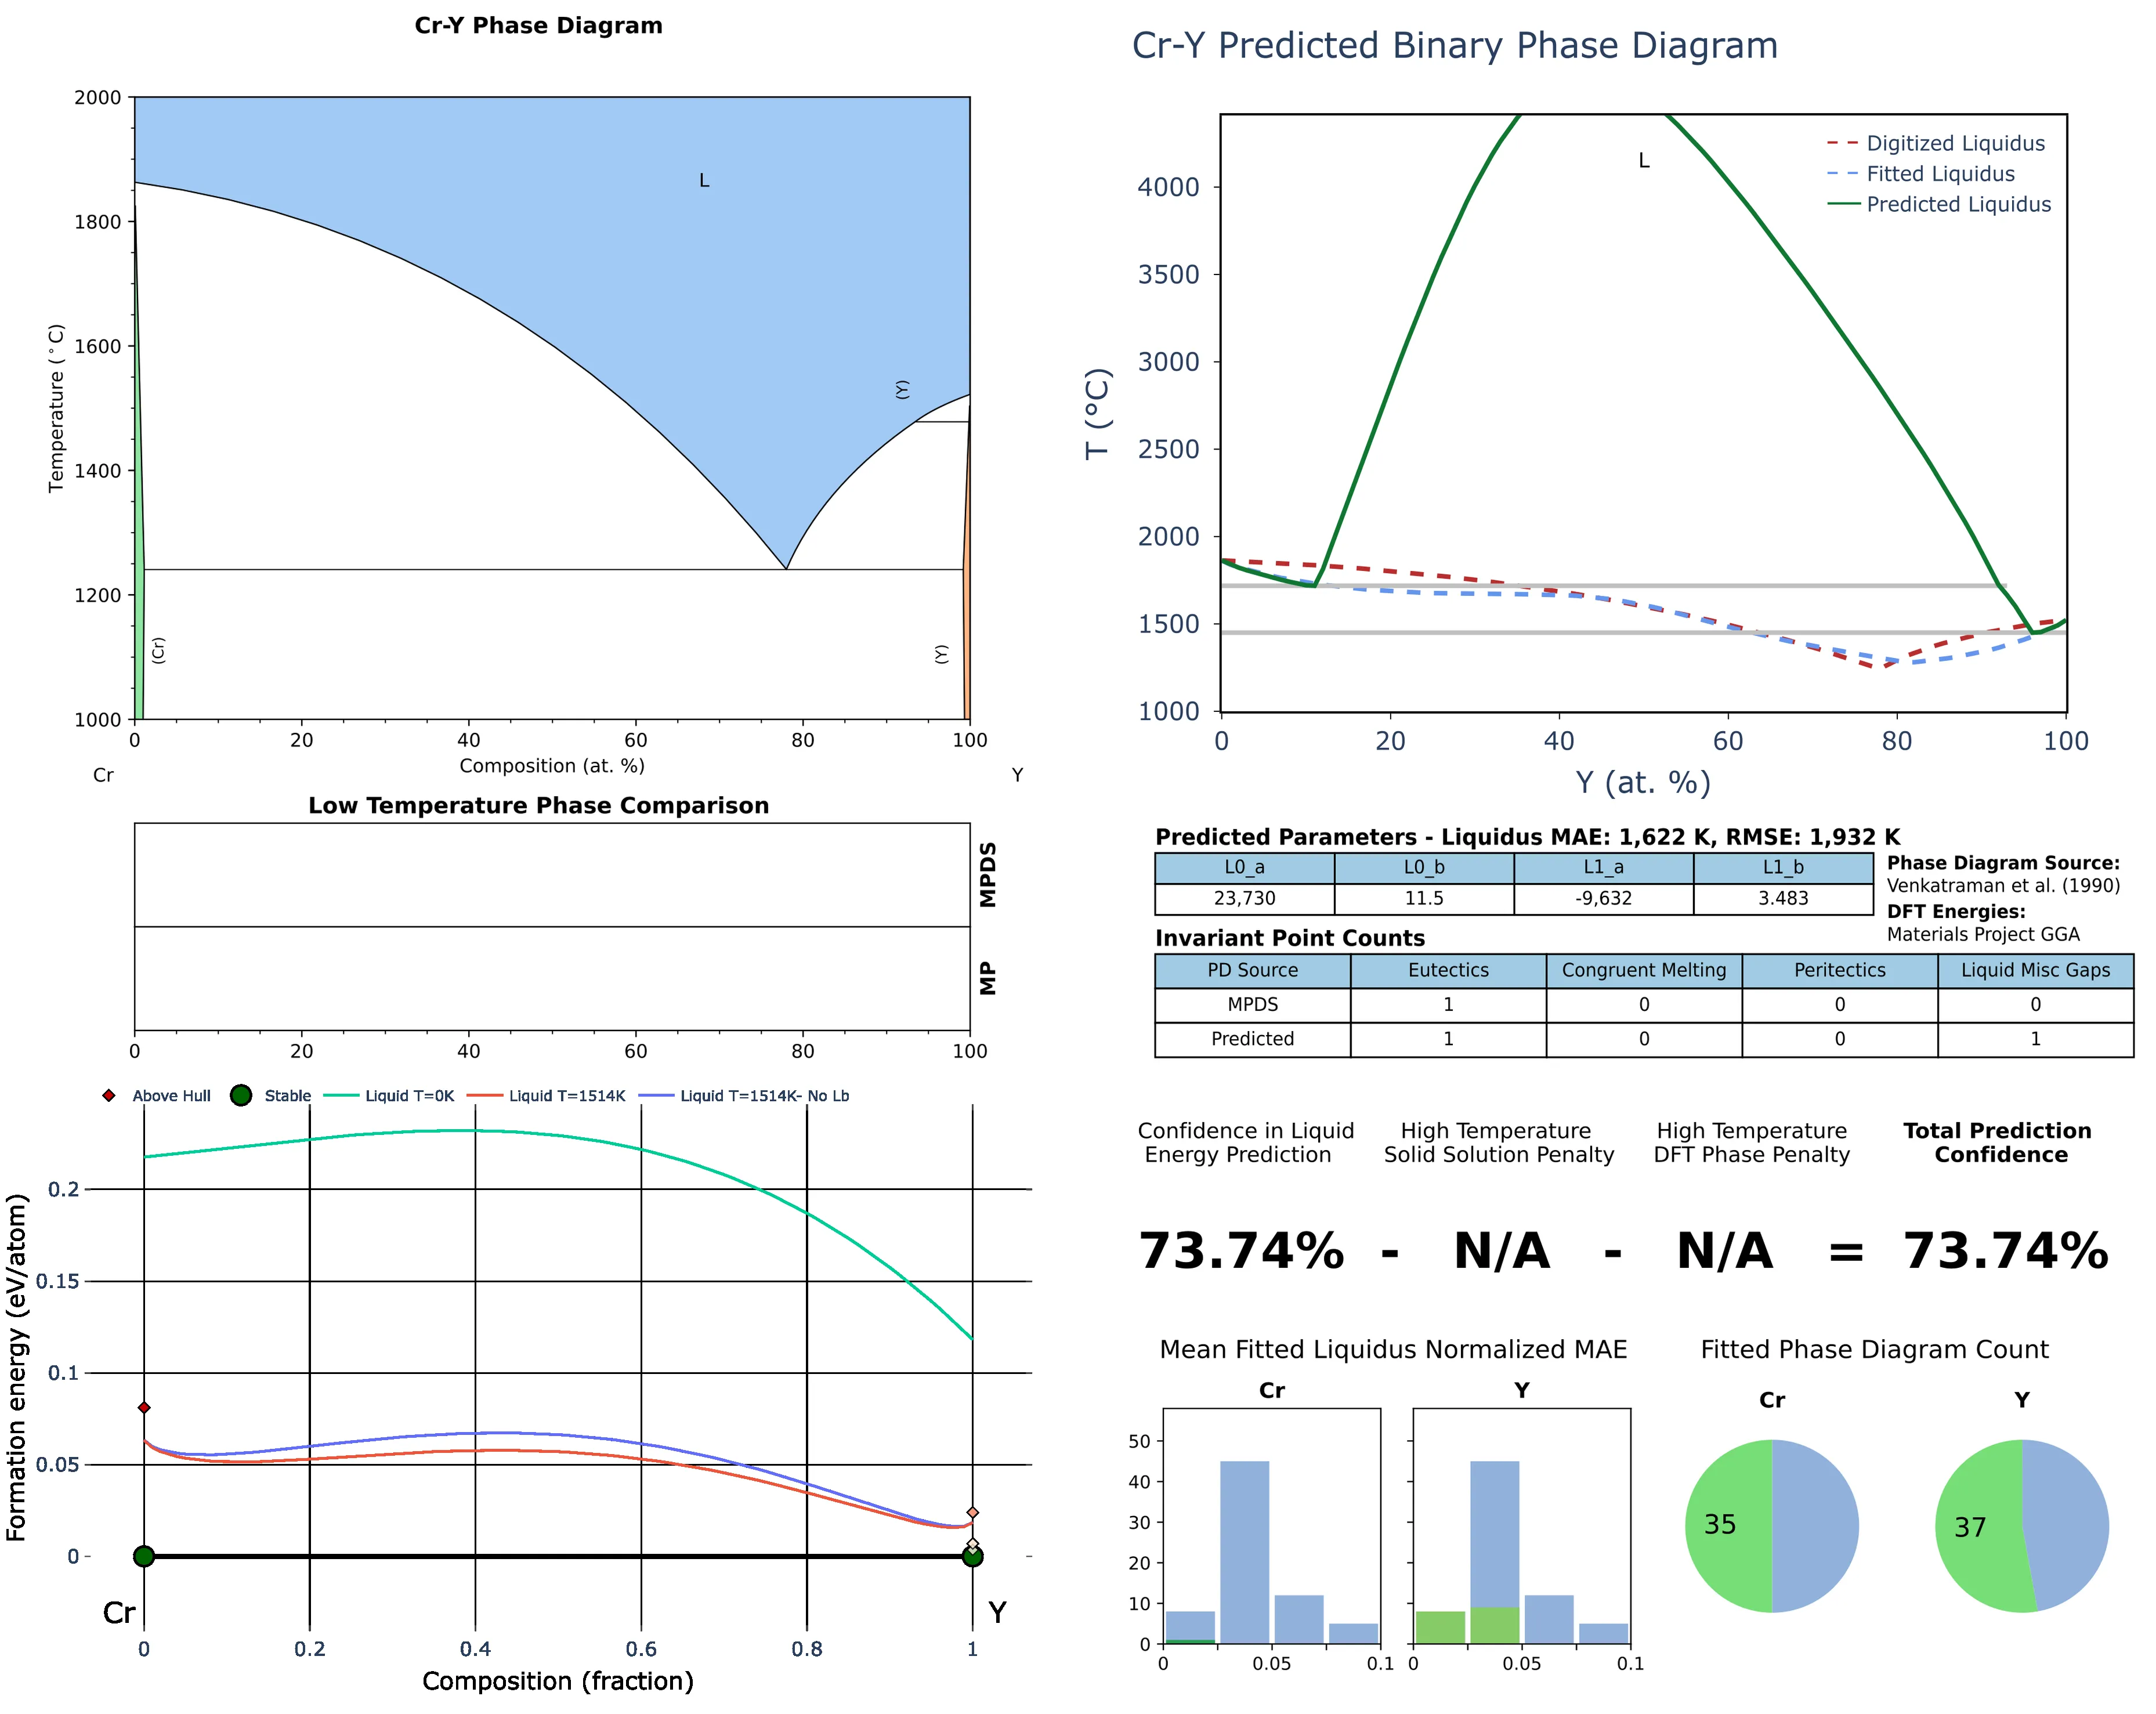 Cr-Y Phase Diagram
2000
1800
1600
1400
1200
1000
Temperature (°C)
L
(Y)
(Cr)
(Y)
0 20 40 60 80 100
Composition (at. %)
Cr Y
Low Temperature Phase Comparison
MPDS
MP
0 20 40 60 80 100
Above Hull Stable Liquid T=0K Liquid T=1514K Liquid T=1514K- No Lb
0.2
0.15
0.1
0.05
0
Formation energy (eV/atom)
Cr Y
0 0.2 0.4 0.6 0.8 1
Composition (fraction)
Cr-Y Predicted Binary Phase Diagram
L
Digitized Liquidus
Fitted Liquidus
Predicted Liquidus
4000
3500
3000
2500
2000
1500
1000
T (°C)
0 20 40 60 80 100
Y (at. %)
Predicted Parameters - Liquidus MAE: 1,622 K, RMSE: 1,932 K
L0_a L0_b L1_a L1_b
23,730 11.5 -9,632 3.483
Phase Diagram Source:
Venkatraman et al. (1990)
DFT Energies:
Materials Project GGA
Invariant Point Counts
PD Source Eutectics Congruent Melting Peritectics Liquid Misc Gaps
MPDS 1 0 0 0
Predicted 1 0 0 1
Confidence in Liquid
Energy Prediction
High Temperature
Solid Solution Penalty
High Temperature
DFT Phase Penalty
Total Prediction
Confidence
73.74% - N/A - N/A = 73.74%
Mean Fitted Liquidus Normalized MAE
Cr Y
50
40
30
20
10
0
0 0.05 0.1 0 0.05 0.1
Fitted Phase Diagram Count
Cr Y
35 37